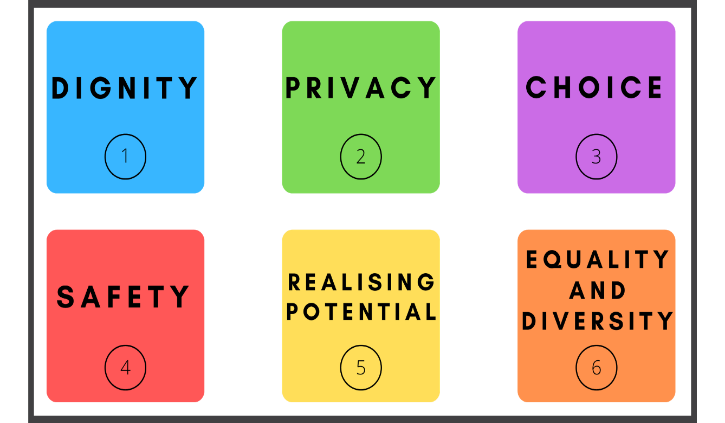 DIGNITY
1
PRIVACY
2
CHOICE
3
SAFETY
4
REALISING
POTENTIAL
5
EQUALITY
AND
DIVERSITY
6